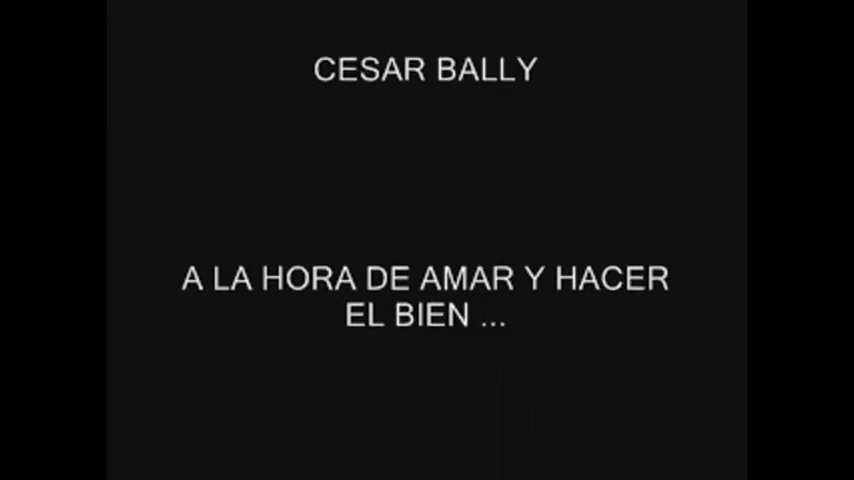 CESAR BALLY
A LA HORA DE AMAR Y HACER
EL BIEN ...